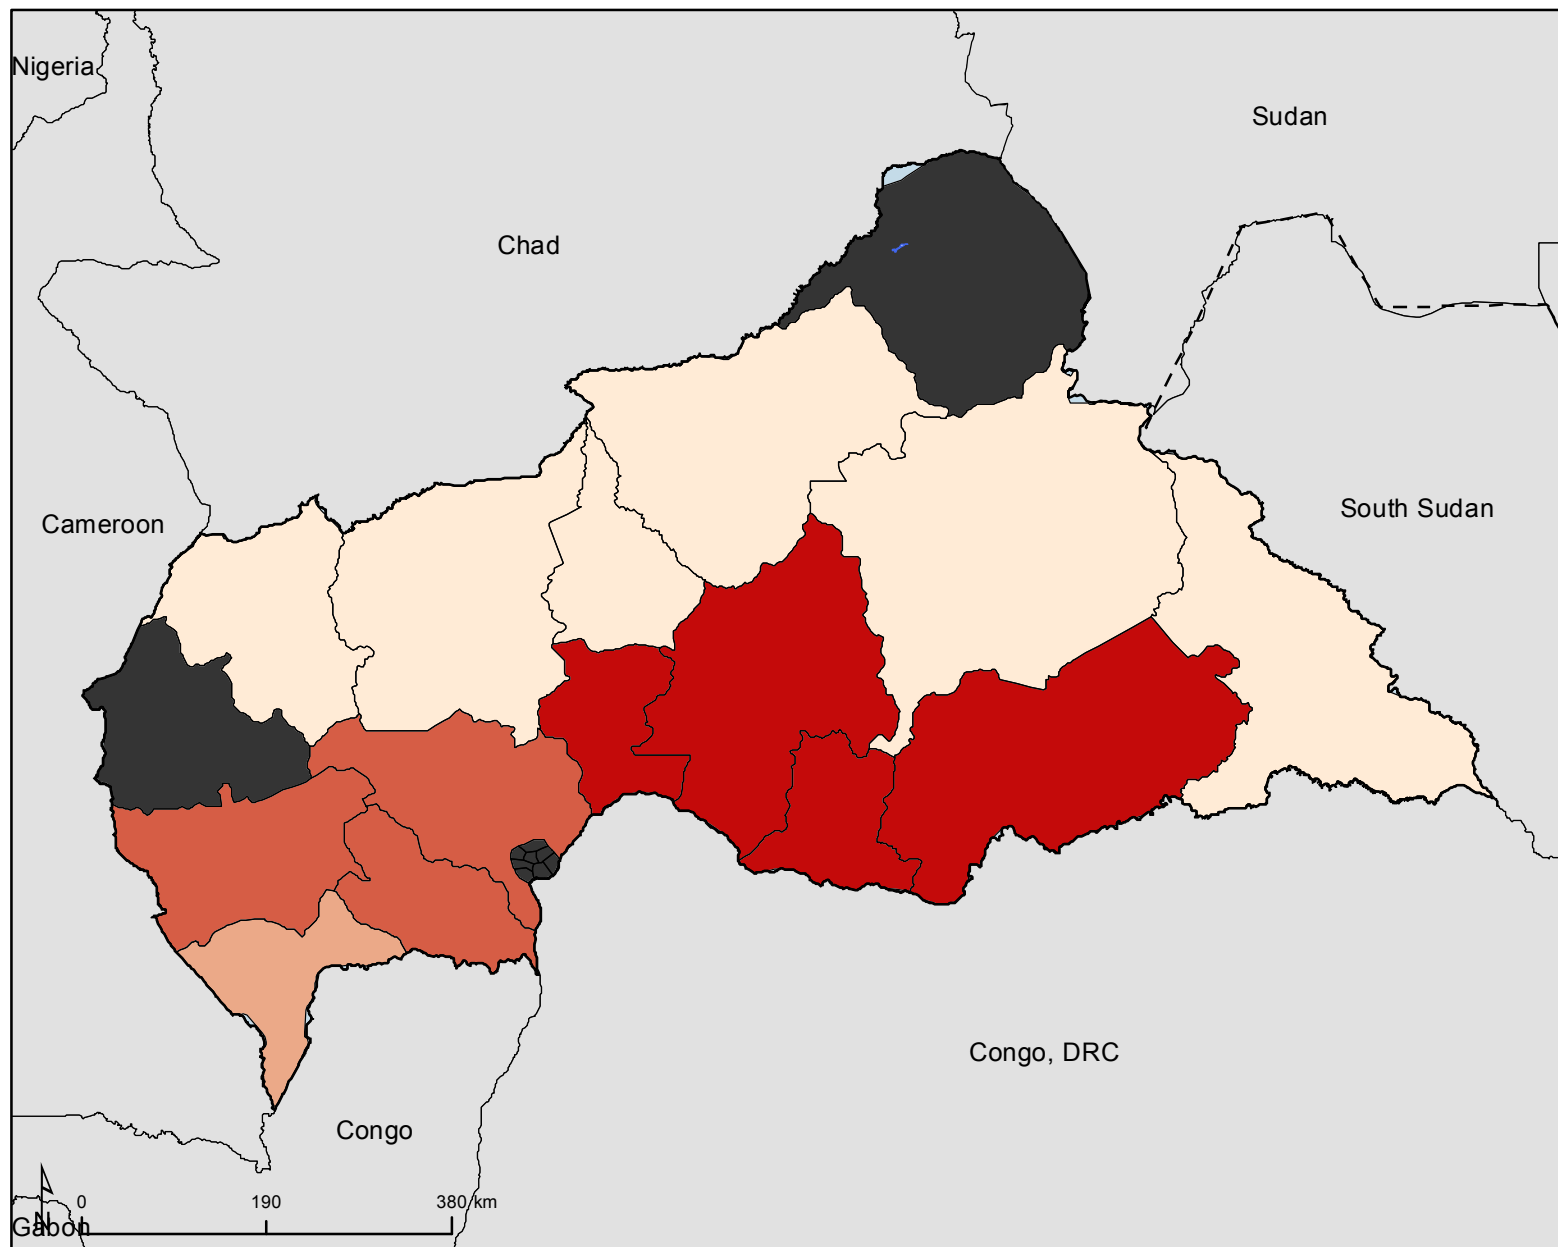 Nigeria
Sudan
Chad
South Sudan
Cameroon
Congo, DRC
Congo
N
0 190 380 km
Gabon